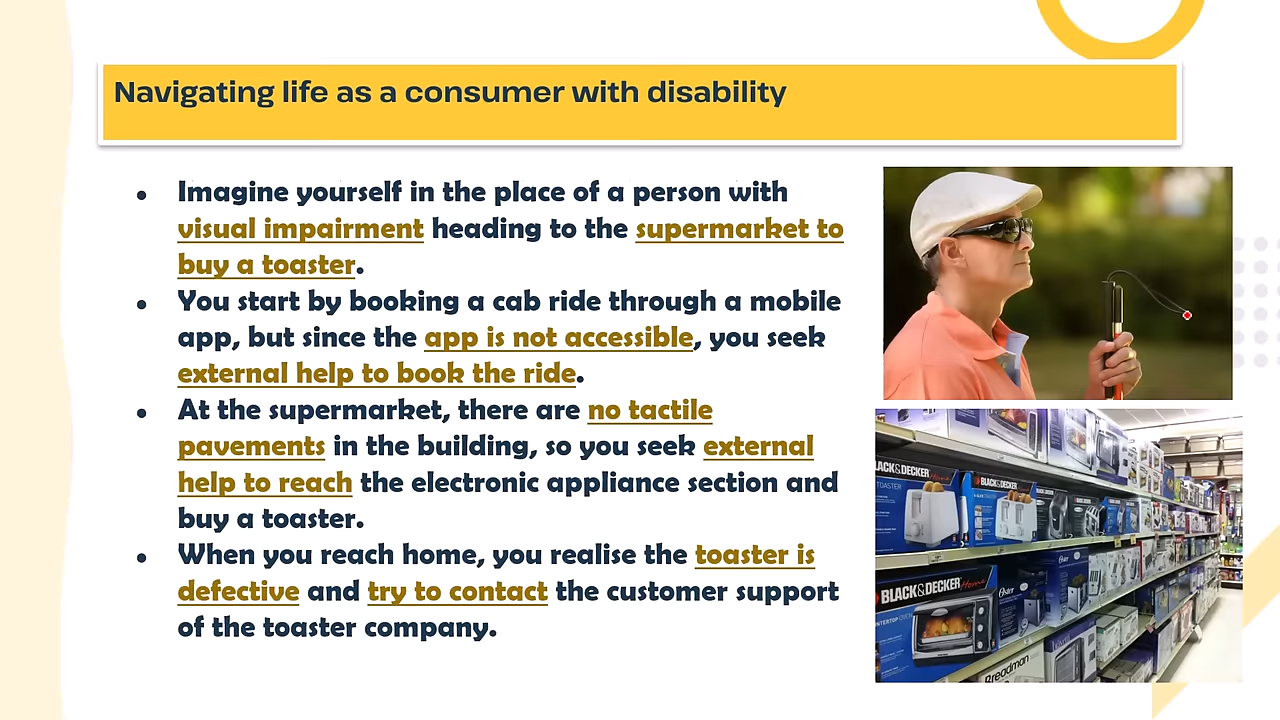 Navigating life as a consumer with disability
• Imagine yourself in the place of a person with
visual impairment heading to the supermarket to
buy a toaster.
• You start by booking a cab ride through a mobile
app, but since the app is not accessible, you seek
external help to book the ride.
• At the supermarket, there are no tactile
pavements in the building, so you seek external
help to reach the electronic appliance section and
buy a toaster.
• When you reach home, you realise the toaster is
defective and try to contact the customer support
of the toaster company.
BLACK&DECKER
TOASTER
BLACK&DECKER
BLACK&DECKER Home
Oster
Oster
Breadman